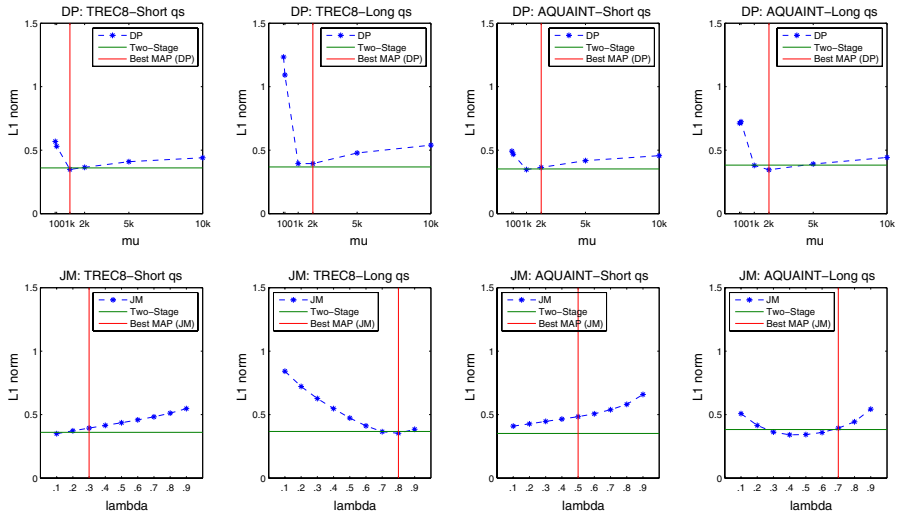 DP: TREC8−Short qs
DP: TREC8−Long qs
DP: AQUAINT−Short qs
DP: AQUAINT−Long qs
1.5
1
0.5
0
L1 norm
DP
Two−Stage
Best MAP (DP)
1001k 2k 5k 10k
mu
1.5
1
0.5
0
L1 norm
DP
Two−Stage
Best MAP (DP)
1001k 2k 5k 10k
mu
1.5
1
0.5
0
L1 norm
DP
Two−Stage
Best MAP (DP)
1001k 2k 5k 10k
mu
1.5
1
0.5
0
L1 norm
DP
Two−Stage
Best MAP (DP)
1001k 2k 5k 10k
mu
JM: TREC8−Short qs
JM: TREC8−Long qs
JM: AQUAINT−Short qs
JM: AQUAINT−Long qs
1.5
1
0.5
0
L1 norm
JM
Two−Stage
Best MAP (JM)
.1 .2 .3 .4 .5 .6 .7 .8 .9
lambda
1.5
1
0.5
0
L1 norm
JM
Two−Stage
Best MAP (JM)
.1 .2 .3 .4 .5 .6 .7 .8 .9
lambda
1.5
1
0.5
0
L1 norm
JM
Two−Stage
Best MAP (JM)
.1 .2 .3 .4 .5 .6 .7 .8 .9
lambda
1.5
1
0.5
0
L1 norm
JM
Two−Stage
Best MAP (JM)
.1 .2 .3 .4 .5 .6 .7 .8 .9
lambda